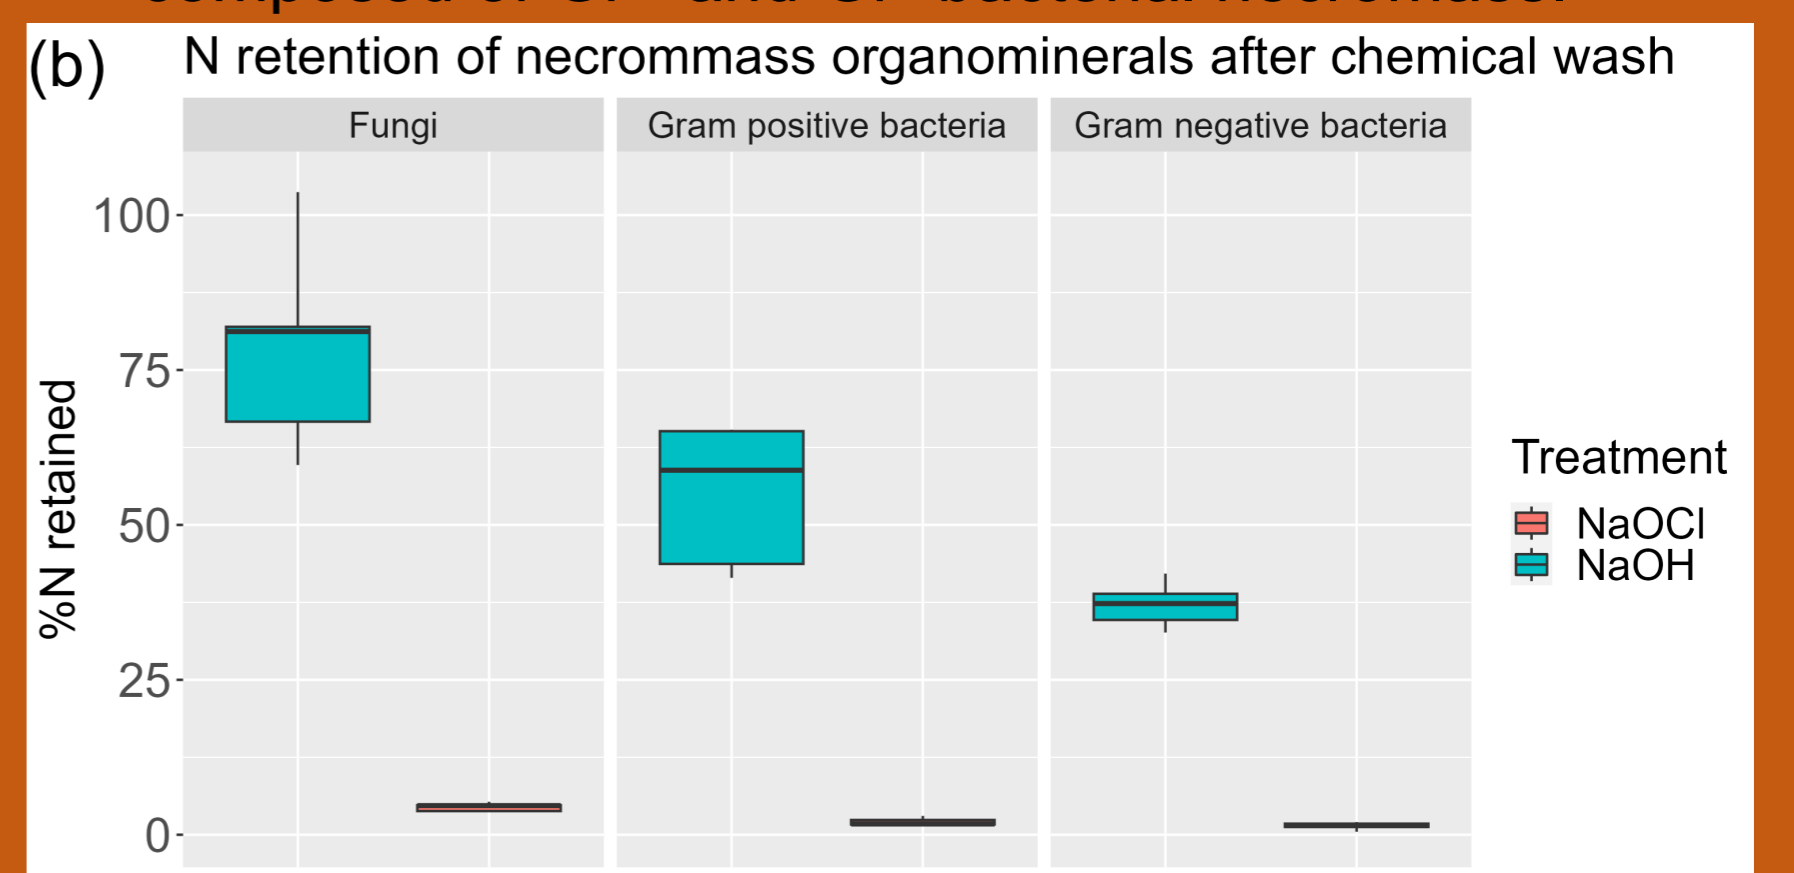 (b) N retention of necrommass organominerals after chemical wash
Fungi
Gram positive bacteria
Gram negative bacteria
%N retained
100
75
50
25
0
Treatment
NaOCl
NaOH